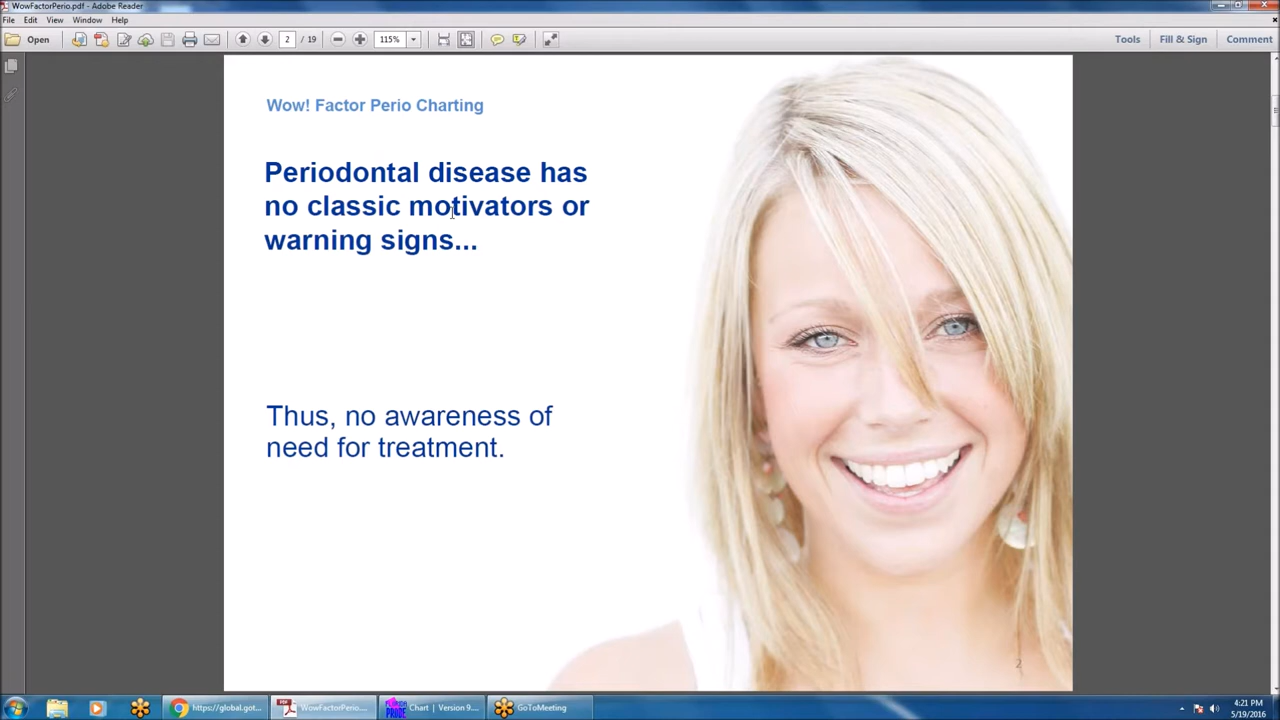 WowFactorPerio.pdf - Adobe Reader
File Edit View Window Help
Open 2 / 19 115% Tools Fill & Sign Comment
Wow! Factor Perio Charting
Periodontal disease has
no classic motivators or
warning signs...
Thus, no awareness of
need for treatment.
2
https://global.got... WowFactorPerio.... Chart | Version 9.... GoToMeeting
4:21 PM
5/19/2016